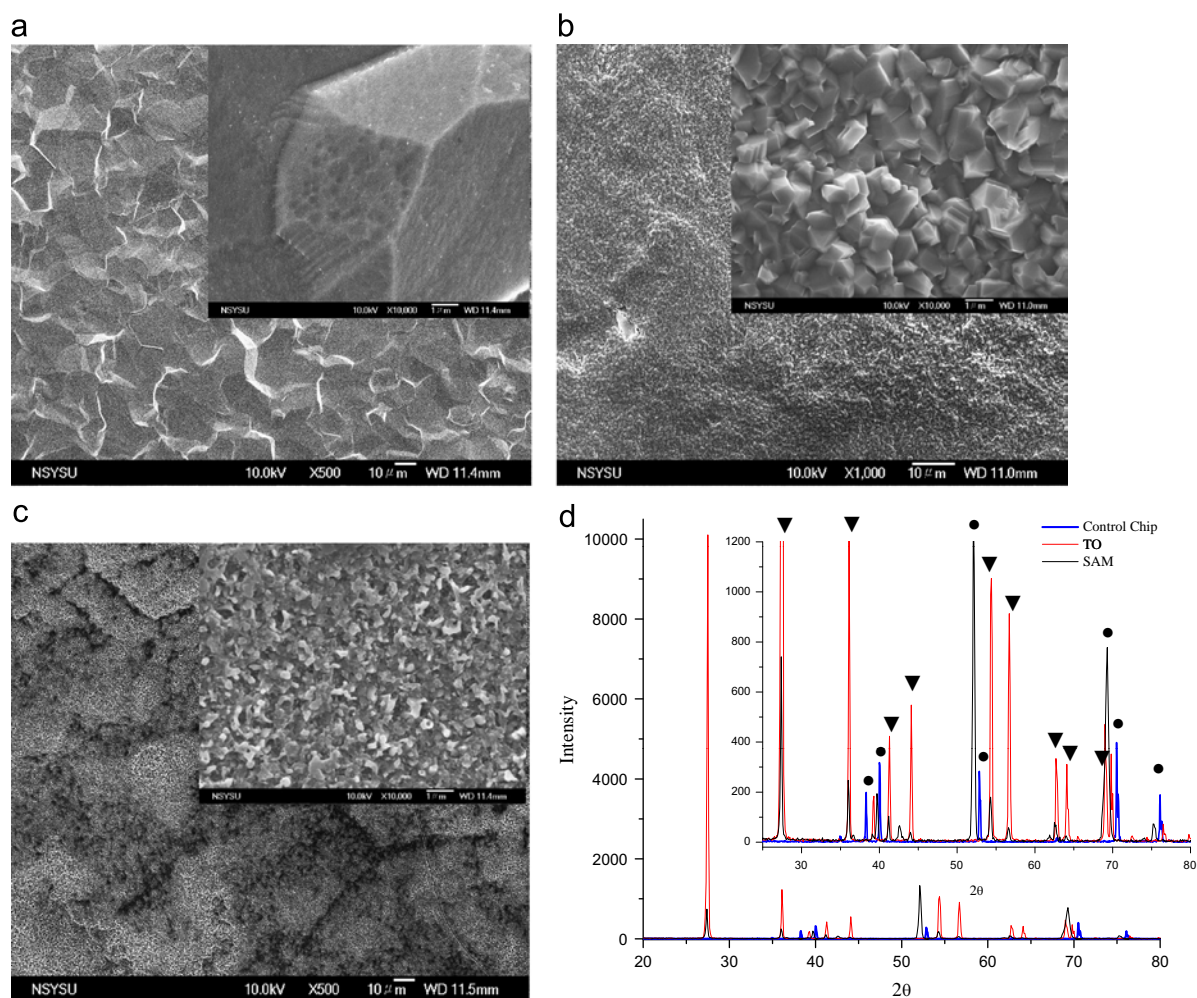 a
NSYSU 10.0kV X10,000 1μm WD 11.4mm
NSYSU 10.0kV X500 10μm WD 11.4mm
b
NSYSU 10.0kV X10,000 1μm WD 11.0mm
NSYSU 10.0kV X1,000 10μm WD 11.0mm
c
NSYSU 10.0kV X10,000 1μm WD 11.4mm
NSYSU 10.0kV X500 10μm WD 11.5mm
d
Control Chip
TO
SAM
Intensity
10000
8000
6000
4000
2000
0
1200
1000
800
600
400
200
0
30 40 50 60 70 80
2θ
20 30 40 50 60 70 80
2θ